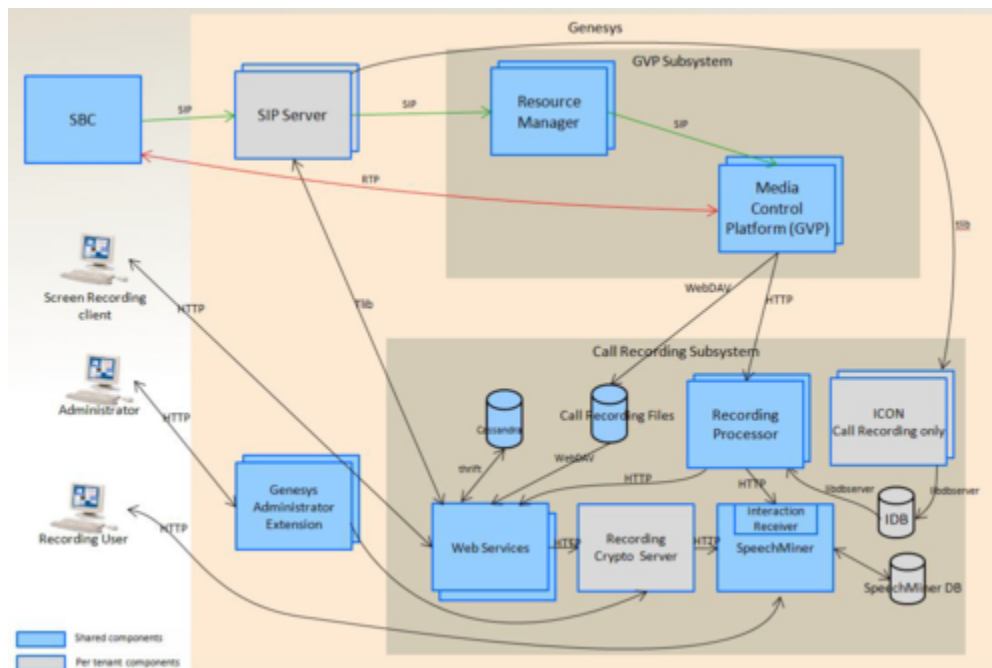 Genesys
GVP Subsystem
SBC
SIP
SIP Server
SIP
Resource
Manager
SIP
RTP
Media
Control
Platform (GVP)
tlib
Screen Recording
client
HTTP
Tlib
WebDAV
HTTP
Call Recording Subsystem
Administrator
HTTP
Cassandra
Call Recording Files
Recording
Processor
ICON
Call Recording only
thrift
WebDAV
HTTP
HTTP
libdbserver
libdbserver
Genesys
Administrator
Extension
IDB
Recording User
HTTP
Web Services
HTTP
Recording
Crypto Server
HTTP
Interaction
Receiver
SpeechMiner
SpeechMiner DB
Shared components
Per tenant components